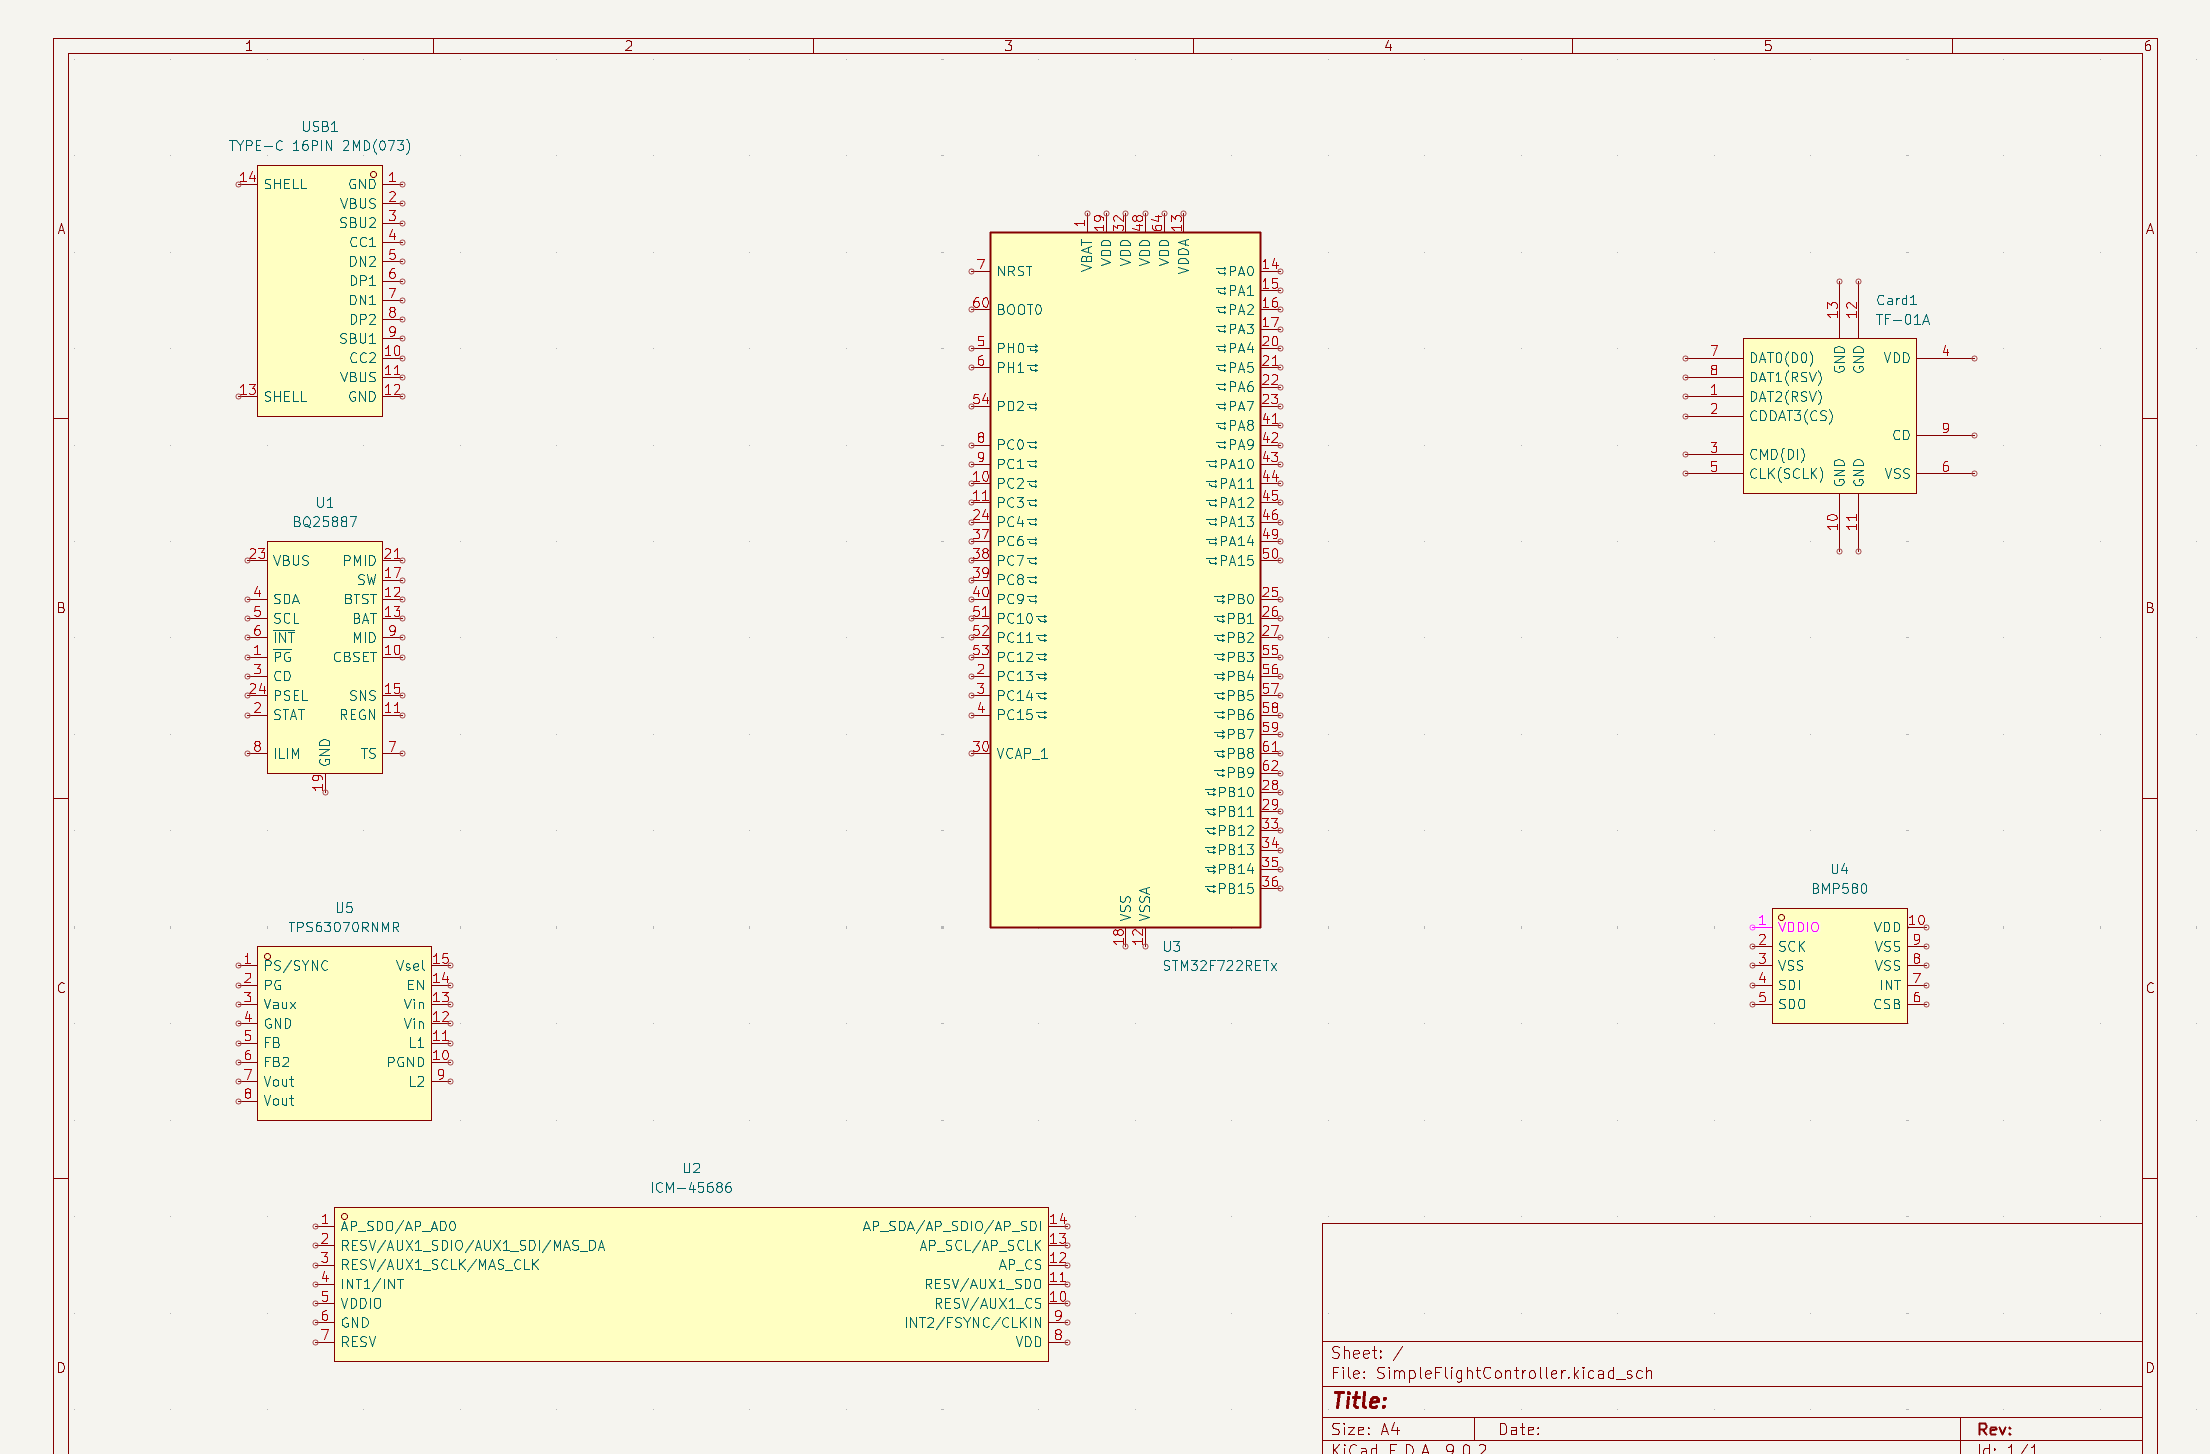 1 2 3 4 5 6
A A
B B
C C
D D
USB1
TYPE-C 16PIN 2MD(073)
14 SHELL GND 1
VBUS 2
SBU2 3
CC1 4
DN2 5
DP1 6
DN1 7
DP2 8
SBU1 9
CC2 10
VBUS 11
13 SHELL GND 12
U1
BQ25887
23 VBUS PMID 21
SW 17
4 SDA BTST 12
5 SCL BAT 13
6 INT MID 9
1 PG CBSET 10
3 CD
24 PSEL SNS 15
2 STAT REGN 11
8 ILIM GND TS 7
19
U5
TPS63070RNMR
1 PS/SYNC Vsel 15
2 PG EN 14
3 Vaux Vin 13
4 GND Vin 12
5 FB L1 11
6 FB2 PGND 10
7 Vout L2 9
8 Vout
U2
ICM-45686
1 AP_SDO/AP_AD0 AP_SDA/AP_SDIO/AP_SDI 14
2 RESV/AUX1_SDIO/AUX1_SDI/MAS_DA AP_SCL/AP_SCLK 13
3 RESV/AUX1_SCLK/MAS_CLK AP_CS 12
4 INT1/INT RESV/AUX1_SDO 11
5 VDDIO RESV/AUX1_CS 10
6 GND INT2/FSYNC/CLKIN 9
7 RESV VDD 8
1 19 32 48 64 13
VBAT VDD VDD VDD VDD VDDA
7 NRST PA0 14
PA1 15
60 BOOT0 PA2 16
PA3 17
5 PH0 PA4 20
6 PH1 PA5 21
PA6 22
54 PD2 PA7 23
PA8 41
8 PC0 PA9 42
9 PC1 PA10 43
10 PC2 PA11 44
11 PC3 PA12 45
24 PC4 PA13 46
37 PC6 PA14 49
38 PC7 PA15 50
39 PC8
40 PC9 PB0 25
51 PC10 PB1 26
52 PC11 PB2 27
53 PC12 PB3 55
2 PC13 PB4 56
3 PC14 PB5 57
4 PC15 PB6 58
PB7 59
30 VCAP_1 PB8 61
PB9 62
PB10 28
PB11 29
PB12 33
PB13 34
PB14 35
PB15 36
VSS VSSA
18 12
U3
STM32F722RETx
Card1
TF-01A
13 12
GND GND
7 DAT0(D0) VDD 4
8 DAT1(RSV)
1 DAT2(RSV)
2 CDDAT3(CS)
CD 9
3 CMD(DI)
5 CLK(SCLK) VSS 6
GND GND
10 11
U4
BMP580
1 VDDIO VDD 10
2 SCK VSS 9
3 VSS VSS 8
4 SDI INT 7
5 SDO CSB 6
Sheet: /
File: SimpleFlightController.kicad_sch
Title:
Size: A4 Date: Rev:
KiCad E.D.A. 9.0.2 Id: 1/1